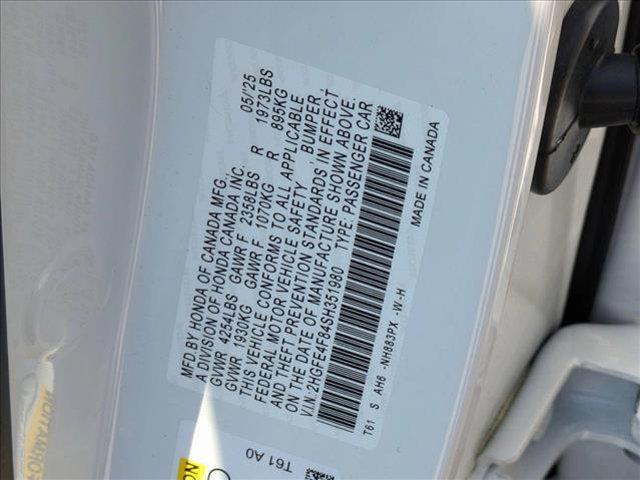 MFD.BY HONDA OF CANADA MFG.,
A DIVISION OF HONDA CANADA INC. 05/'25
GVWR 4254LBS GAWR F 2358LBS R 1973LBS
GVWR 1930KG GAWR F 1070KG R 895KG
THIS VEHICLE CONFORMS TO ALL APPLICABLE
FEDERAL MOTOR VEHICLE SAFETY , BUMPER,
AND THEFT PREVENTION STANDARDS IN EFFECT
ON THE DATE OF MANUFACTURE SHOWN ABOVE.
V.I.N: 2HGFE4F84SH351980 TYPE: PASSENGER CAR
T61 S AH6 -NH883PX -W-H
MADE IN CANADA
T61 A0